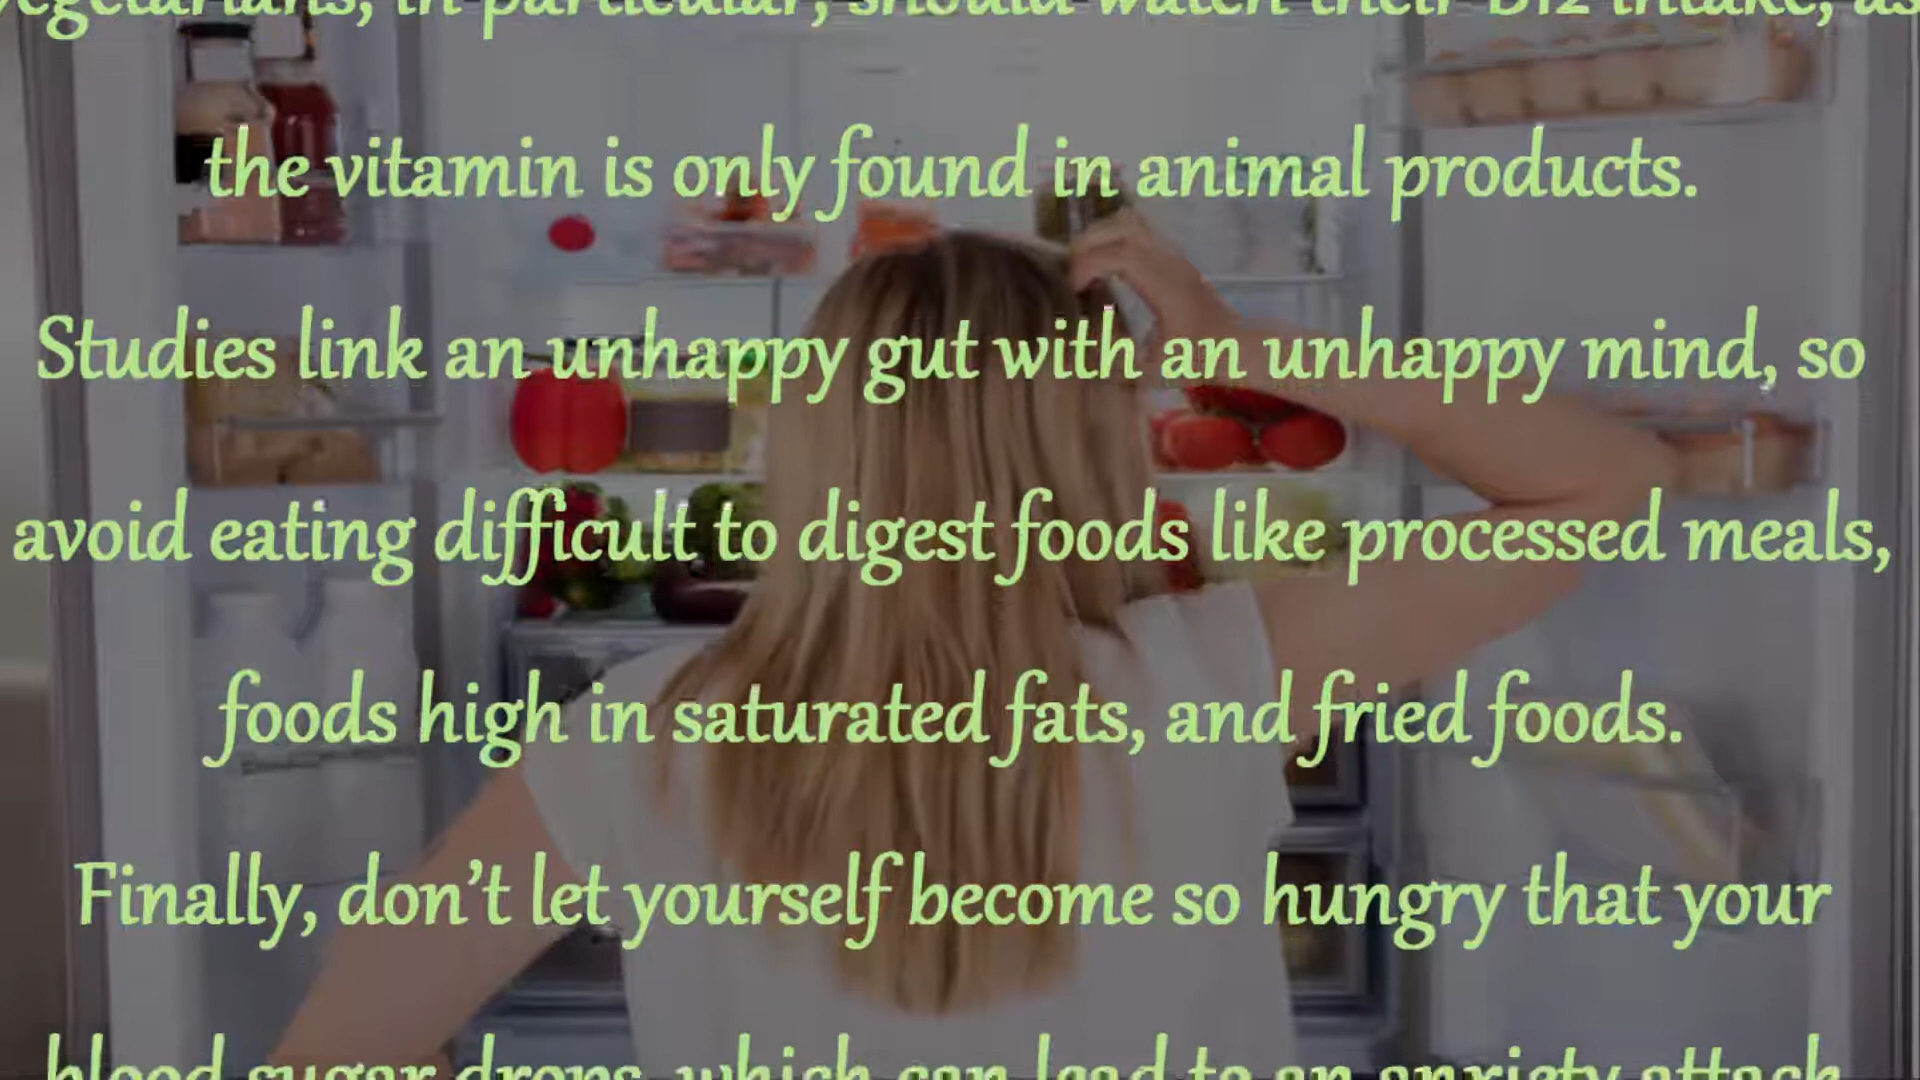 vegetarians, in particular, should watch their B12 intake, as
the vitamin is only found in animal products.
Studies link an unhappy gut with an unhappy mind, so
avoid eating difficult to digest foods like processed meals,
foods high in saturated fats, and fried foods.
Finally, don’t let yourself become so hungry that your
blood sugar drops, which can lead to an anxiety attack